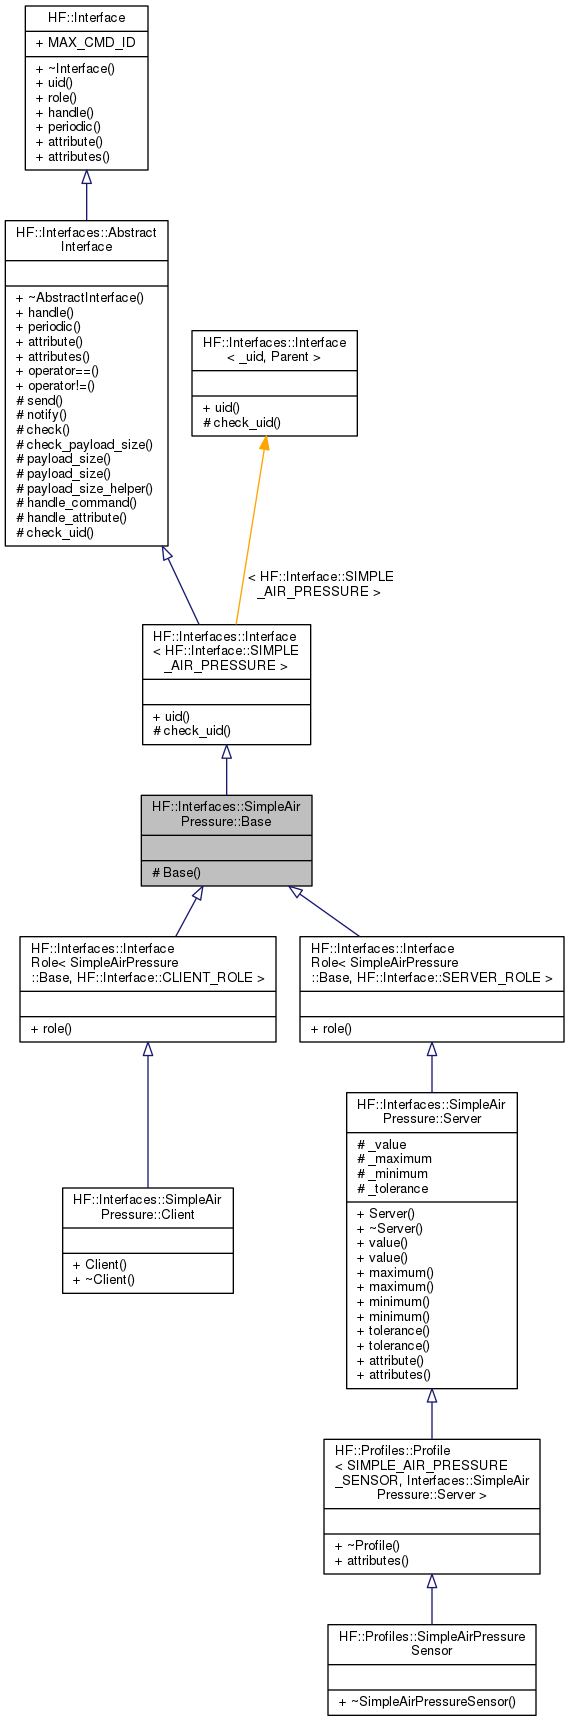 HF::Interface
+ MAX_CMD_ID
+ ~Interface()
+ uid()
+ role()
+ handle()
+ periodic()
+ attribute()
+ attributes()
HF::Interfaces::Abstract
Interface
+ ~AbstractInterface()
+ handle()
+ periodic()
+ attribute()
+ attributes()
+ operator==()
+ operator!=()
# send()
# notify()
# check()
# check_payload_size()
# payload_size()
# payload_size()
# payload_size_helper()
# handle_command()
# handle_attribute()
# check_uid()
HF::Interfaces::Interface
< _uid, Parent >
+ uid()
# check_uid()
< HF::Interface::SIMPLE
_AIR_PRESSURE >
HF::Interfaces::Interface
< HF::Interface::SIMPLE
_AIR_PRESSURE >
+ uid()
# check_uid()
HF::Interfaces::SimpleAir
Pressure::Base
# Base()
HF::Interfaces::Interface
Role< SimpleAirPressure
::Base, HF::Interface::CLIENT_ROLE >
+ role()
HF::Interfaces::Interface
Role< SimpleAirPressure
::Base, HF::Interface::SERVER_ROLE >
+ role()
HF::Interfaces::SimpleAir
Pressure::Client
+ Client()
+ ~Client()
HF::Interfaces::SimpleAir
Pressure::Server
# _value
# _maximum
# _minimum
# _tolerance
+ Server()
+ ~Server()
+ value()
+ value()
+ maximum()
+ maximum()
+ minimum()
+ minimum()
+ tolerance()
+ tolerance()
+ attribute()
+ attributes()
HF::Profiles::Profile
< SIMPLE_AIR_PRESSURE
_SENSOR, Interfaces::SimpleAir
Pressure::Server >
+ ~Profile()
+ attributes()
HF::Profiles::SimpleAirPressure
Sensor
+ ~SimpleAirPressureSensor()